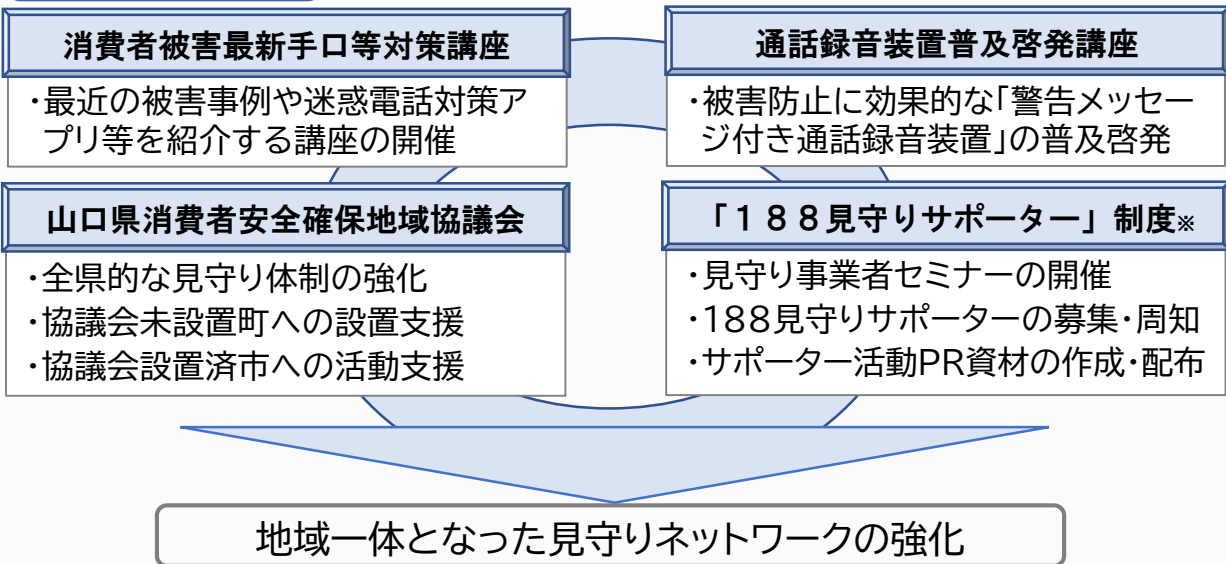 消費者被害最新手口等対策講座
・最近の被害事例や迷惑電話対策ア
プリ等を紹介する講座の開催
通話録音装置普及啓発講座
・被害防止に効果的な「警告メッセー
ジ付き通話録音装置」の普及啓発
山口県消費者安全確保地域協議会
・全県的な見守り体制の強化
・協議会未設置町への設置支援
・協議会設置済市への活動支援
「１８８見守りサポーター」制度※
・見守り事業者セミナーの開催
・188見守りサポーターの募集・周知
・サポーター活動PR資材の作成・配布
地域一体となった見守りネットワークの強化